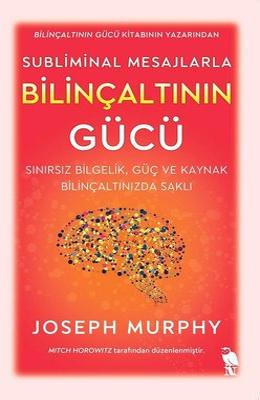 BİLİNÇALTININ GÜCÜ KİTABININ YAZARINDAN
SUBLİMİNAL MESAJLARLA
BİLİNÇALTININ
GÜCÜ
SINIRSIZ BİLGELİK, GÜÇ VE KAYNAK
BİLİNÇALTINIZDA SAKLI
JOSEPH MURPHY
MITCH HOROWITZ tarafından düzenlenmiştir.